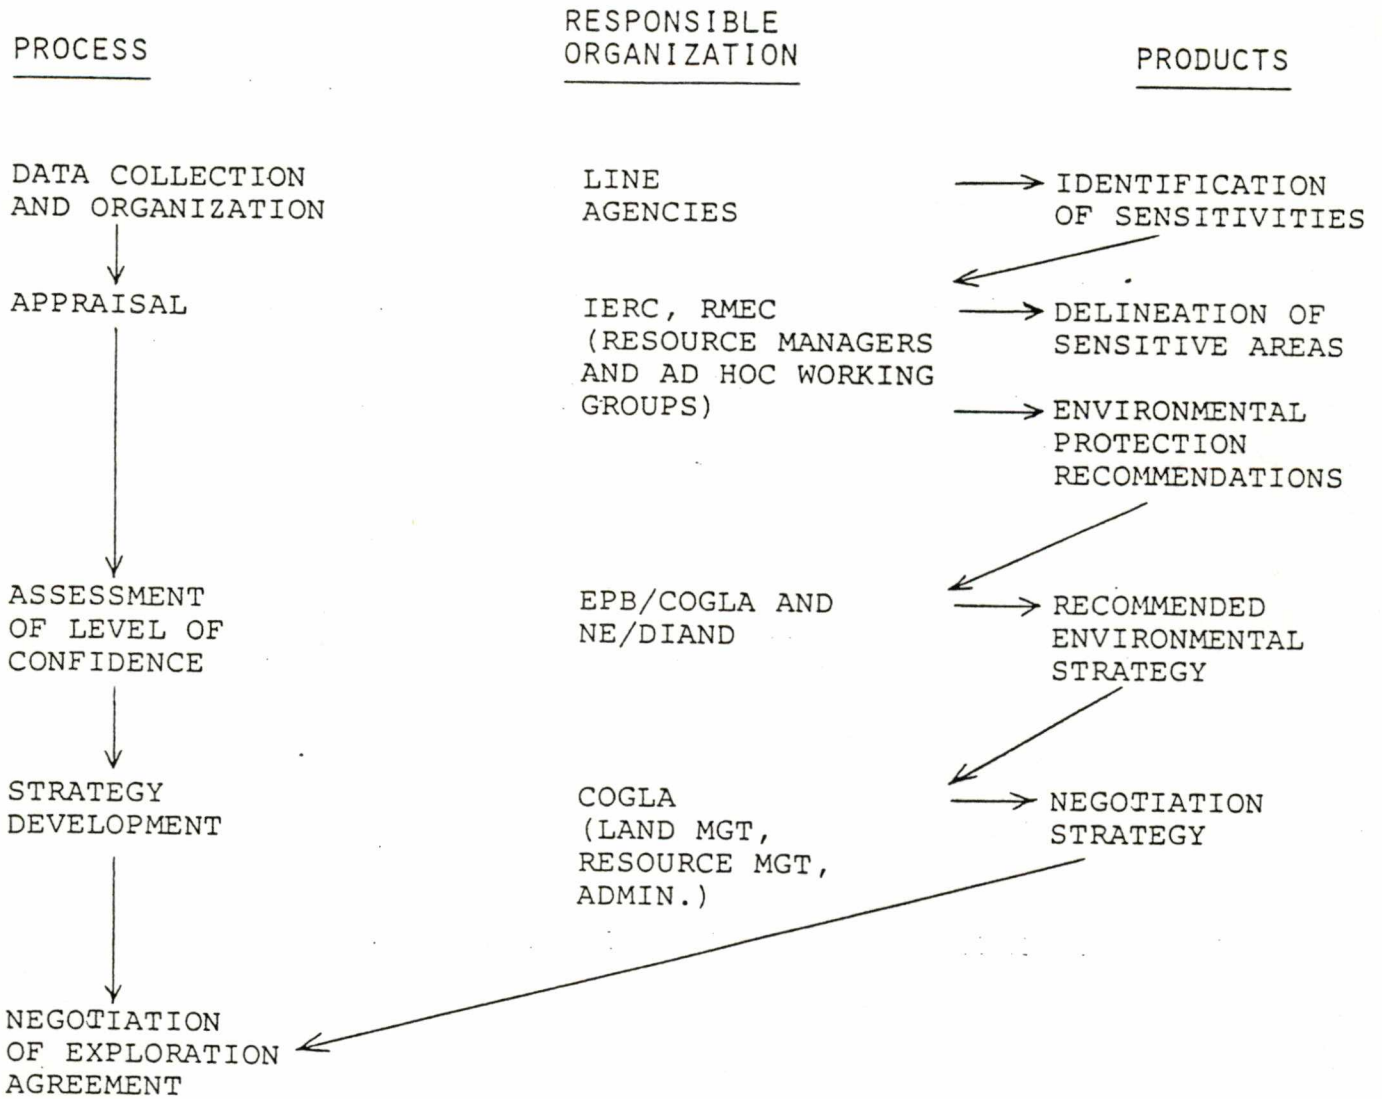 PROCESS
RESPONSIBLE
ORGANIZATION
PRODUCTS
DATA COLLECTION
AND ORGANIZATION
LINE
AGENCIES
IDENTIFICATION
OF SENSITIVITIES
APPRAISAL
IERC, RMEC
(RESOURCE MANAGERS
AND AD HOC WORKING
GROUPS)
DELINEATION OF
SENSITIVE AREAS
ENVIRONMENTAL
PROTECTION
RECOMMENDATIONS
ASSESSMENT
OF LEVEL OF
CONFIDENCE
EPB/COGLA AND
NE/DIAND
RECOMMENDED
ENVIRONMENTAL
STRATEGY
STRATEGY
DEVELOPMENT
COGLA
(LAND MGT,
RESOURCE MGT,
ADMIN.)
NEGOTIATION
STRATEGY
NEGOTIATION
OF EXPLORATION
AGREEMENT